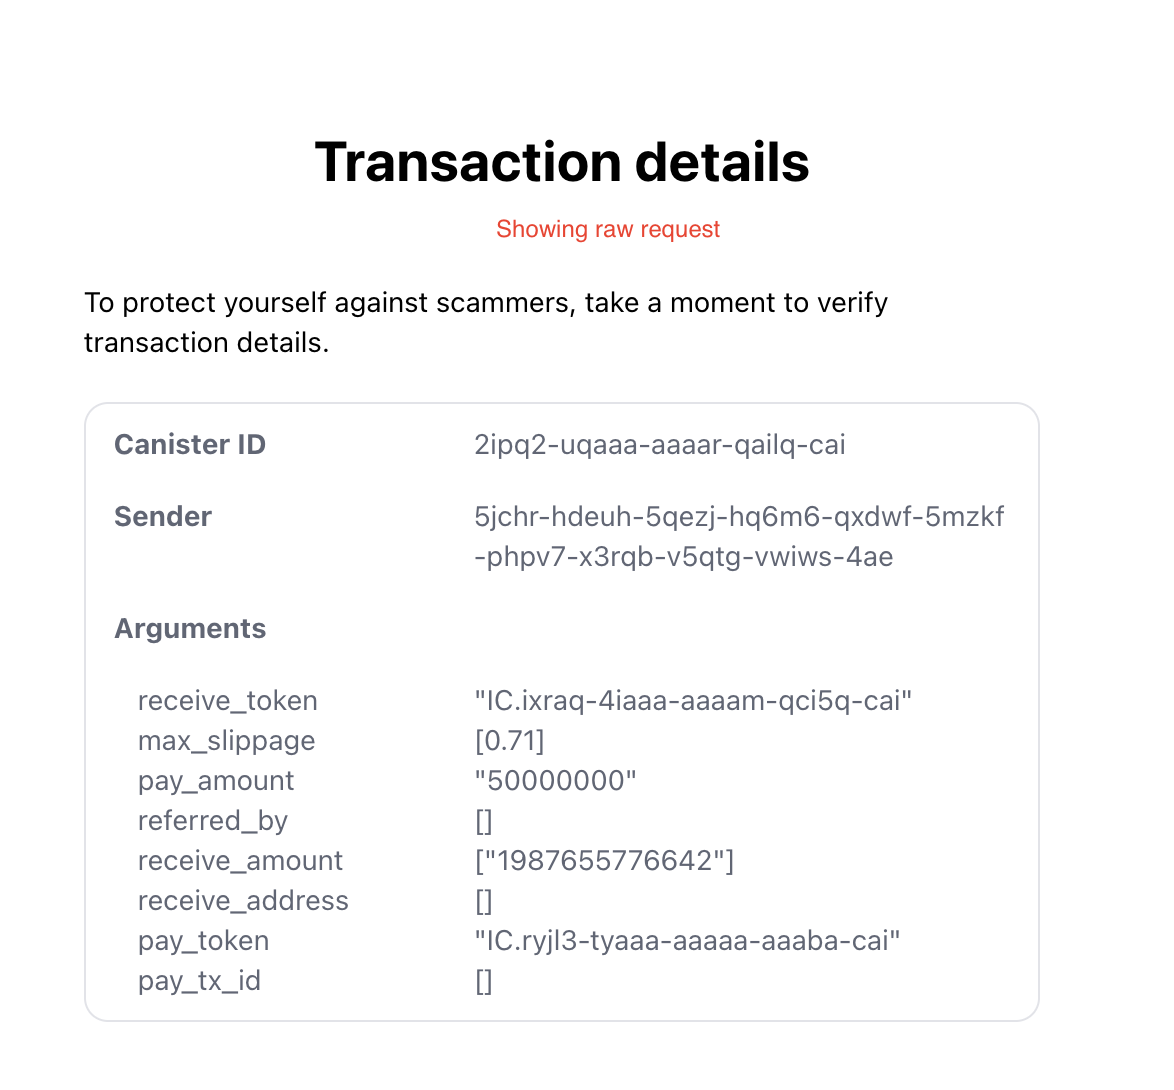 Transaction details
Showing raw request
To protect yourself against scammers, take a moment to verify
transaction details.
Canister ID 2ipq2-uqaaa-aaaar-qailq-cai
Sender 5jchr-hdeuh-5qezj-hq6m6-qxdwf-5mzkf
-phpv7-x3rqb-v5qtg-vwiws-4ae
Arguments
receive_token "IC.ixraq-4iaaa-aaaam-qci5q-cai"
max_slippage [0.71]
pay_amount "50000000"
referred_by []
receive_amount ["1987655776642"]
receive_address []
pay_token "IC.ryjl3-tyaaa-aaaaa-aaaba-cai"
pay_tx_id []